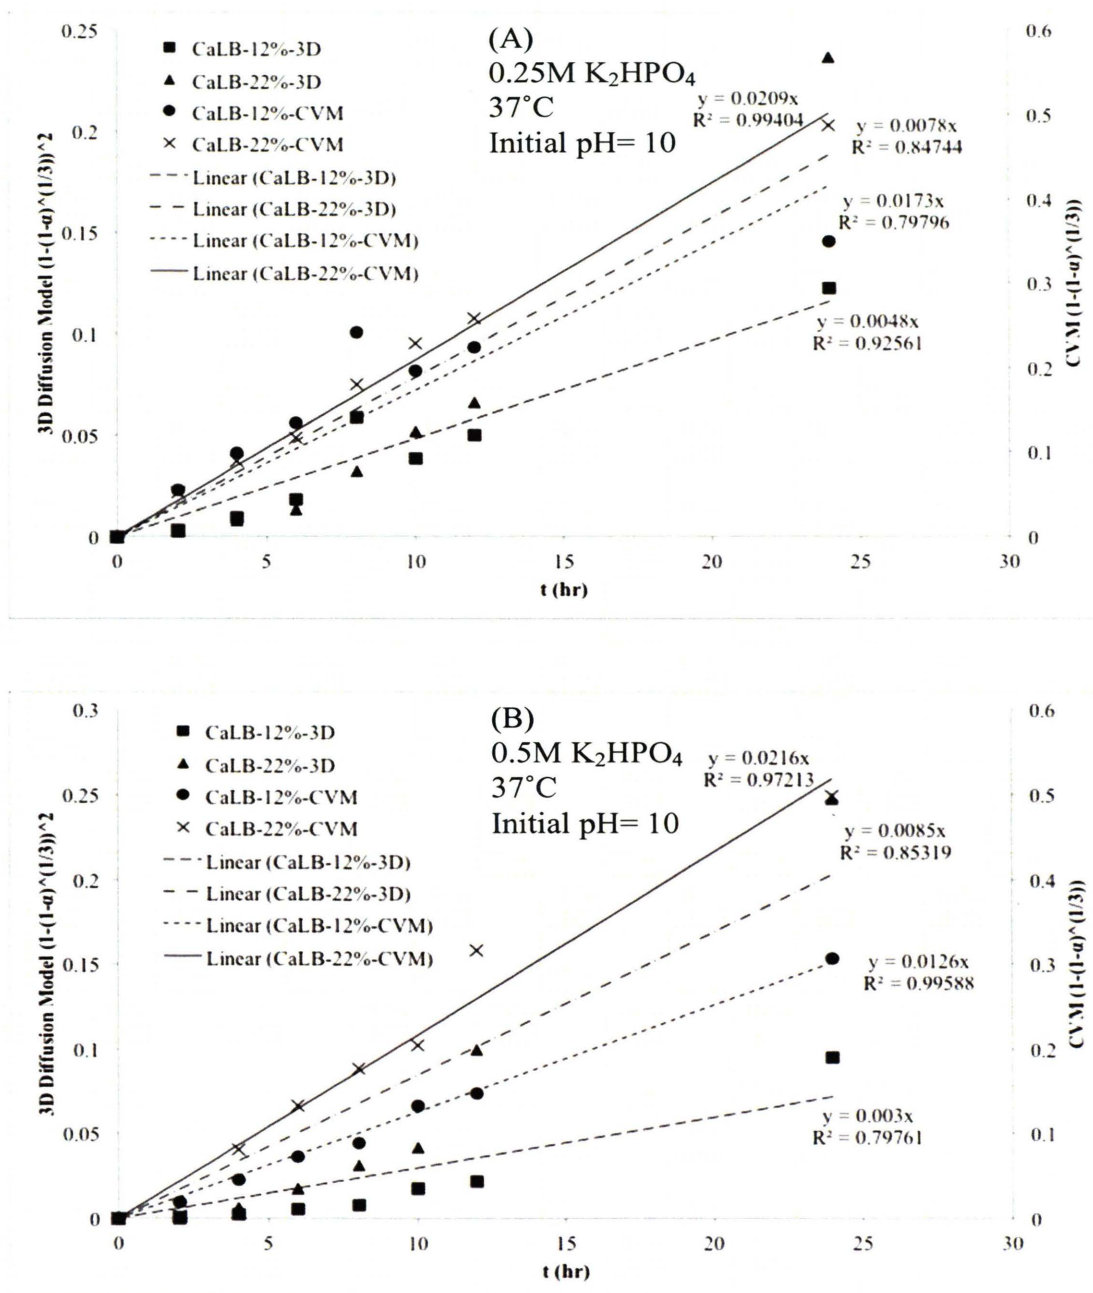 0.25
0.2
0.15
0.1
0.05
0
3D Diffusion Model (1-(1-α)^(1/3))^2
CaLB-12%-3D
CaLB-22%-3D
CaLB-12%-CVM
CaLB-22%-CVM
Linear (CaLB-12%-3D)
Linear (CaLB-22%-3D)
Linear (CaLB-12%-CVM)
Linear (CaLB-22%-CVM)
(A)
0.25M K₂HPO₄
37˚C
Initial pH= 10
y = 0.0209x
R² = 0.99404
y = 0.0078x
R² = 0.84744
y = 0.0173x
R² = 0.79796
y = 0.0048x
R² = 0.92561
0.6
0.5
0.4
0.3
0.2
0.1
0
CVM (1-(1-α)^(1/3))
0 5 10 15 20 25 30
t (hr)
0.3
0.25
0.2
0.15
0.1
0.05
0
3D Diffusion Model (1-(1-α)^(1/3))^2
CaLB-12%-3D
CaLB-22%-3D
CaLB-12%-CVM
CaLB-22%-CVM
Linear (CaLB-12%-3D)
Linear (CaLB-22%-3D)
Linear (CaLB-12%-CVM)
Linear (CaLB-22%-CVM)
(B)
0.5M K₂HPO₄
37˚C
Initial pH= 10
y = 0.0216x
R² = 0.97213
y = 0.0085x
R² = 0.85319
y = 0.0126x
R² = 0.99588
y = 0.003x
R² = 0.79761
0.6
0.5
0.4
0.3
0.2
0.1
0
CVM (1-(1-α)^(1/3))
0 5 10 15 20 25 30
t (hr)